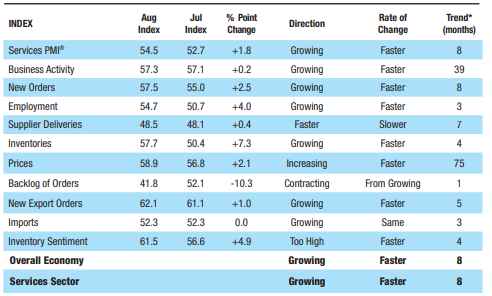 INDEX Aug Index Jul Index % Point Change Direction Rate of Change Trend* (months)
Services PMI® 54.5 52.7 +1.8 Growing Faster 8
Business Activity 57.3 57.1 +0.2 Growing Faster 39
New Orders 57.5 55.0 +2.5 Growing Faster 8
Employment 54.7 50.7 +4.0 Growing Faster 3
Supplier Deliveries 48.5 48.1 +0.4 Faster Slower 7
Inventories 57.7 50.4 +7.3 Growing Faster 4
Prices 58.9 56.8 +2.1 Increasing Faster 75
Backlog of Orders 41.8 52.1 -10.3 Contracting From Growing 1
New Export Orders 62.1 61.1 +1.0 Growing Faster 5
Imports 52.3 52.3 0.0 Growing Same 3
Inventory Sentiment 61.5 56.6 +4.9 Too High Faster 4
Overall Economy Growing Faster 8
Services Sector Growing Faster 8